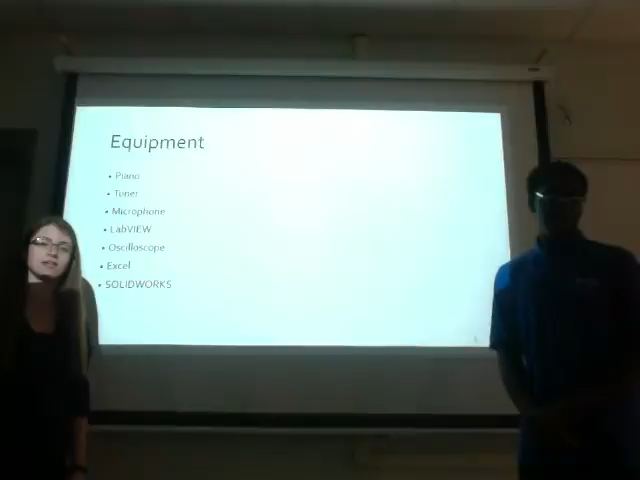 Equipment
• Piano
• Tuner
• Microphone
• LabVIEW
• Oscilloscope
• Excel
• SOLIDWORKS